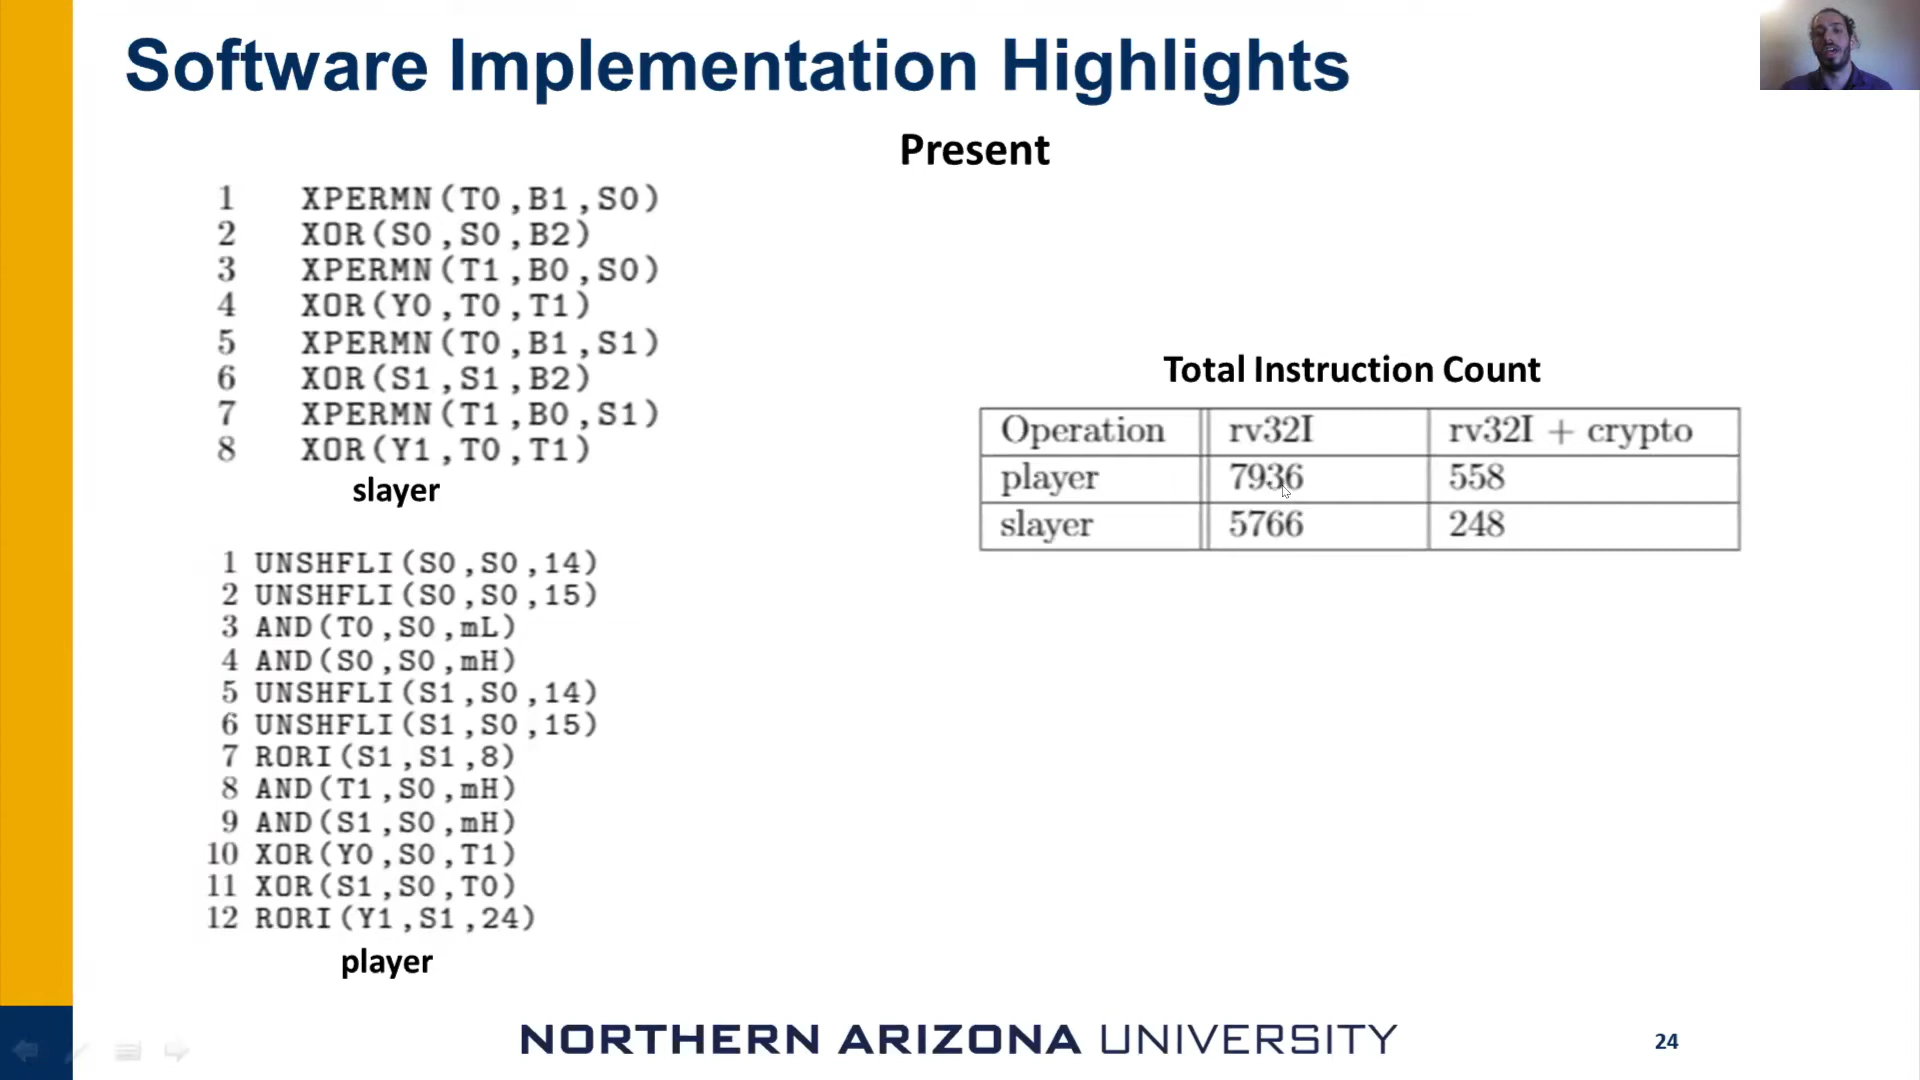 Software Implementation Highlights
Present
1 XPERMN(T0,B1,S0)
2 XOR(S0,S0,B2)
3 XPERMN(T1,B0,S0)
4 XOR(Y0,T0,T1)
5 XPERMN(T0,B1,S1)
6 XOR(S1,S1,B2)
7 XPERMN(T1,B0,S1)
8 XOR(Y1,T0,T1)
slayer
1 UNSHFLI(S0,S0,14)
2 UNSHFLI(S0,S0,15)
3 AND(T0,S0,mL)
4 AND(S0,S0,mH)
5 UNSHFLI(S1,S0,14)
6 UNSHFLI(S1,S0,15)
7 RORI(S1,S1,8)
8 AND(T1,S0,mH)
9 AND(S1,S0,mH)
10 XOR(Y0,S0,T1)
11 XOR(S1,S0,T0)
12 RORI(Y1,S1,24)
player
Total Instruction Count
Operation rv32I rv32I + crypto
player 7936 558
slayer 5766 248
NORTHERN ARIZONA UNIVERSITY
24